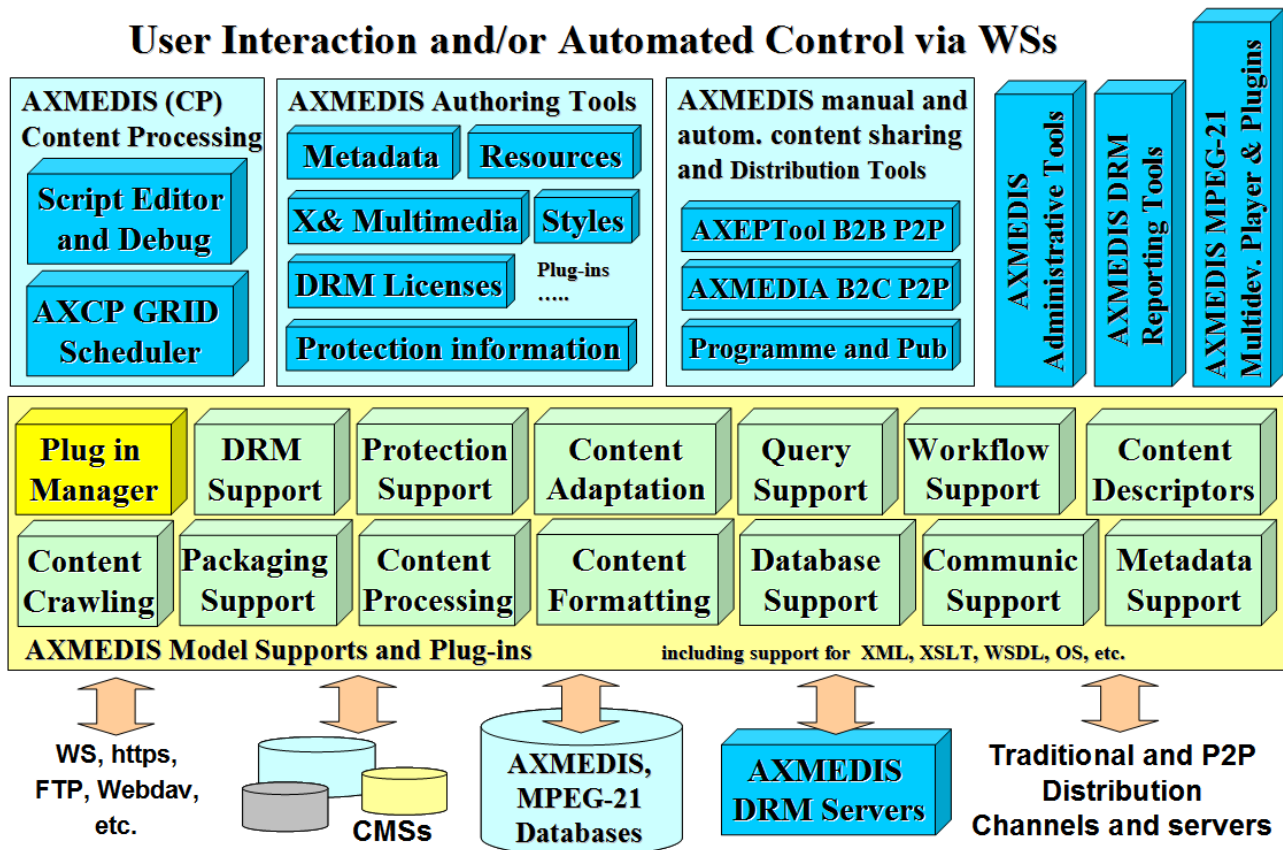 User Interaction and/or Automated Control via WSs
AXMEDIS (CP)
Content Processing
Script Editor
and Debug
AXCP GRID
Scheduler
AXMEDIS Authoring Tools
Metadata
Resources
X& Multimedia
Styles
DRM Licenses
Plug-ins
…..
Protection information
AXMEDIS manual and
autom. content sharing
and Distribution Tools
AXEPTool B2B P2P
AXMEDIA B2C P2P
Programme and Pub
AXMEDIS
Administrative Tools
AXMEDIS DRM
Reporting Tools
AXMEDIS MPEG-21
Multidev. Player & Plugins
Plug in
Manager
DRM
Support
Protection
Support
Content
Adaptation
Query
Support
Workflow
Support
Content
Descriptors
Content
Crawling
Packaging
Support
Content
Processing
Content
Formatting
Database
Support
Communic
Support
Metadata
Support
AXMEDIS Model Supports and Plug-ins
including support for XML, XSLT, WSDL, OS, etc.
WS, https,
FTP, Webdav,
etc.
CMSs
AXMEDIS,
MPEG-21
Databases
AXMEDIS
DRM Servers
Traditional and P2P
Distribution
Channels and servers